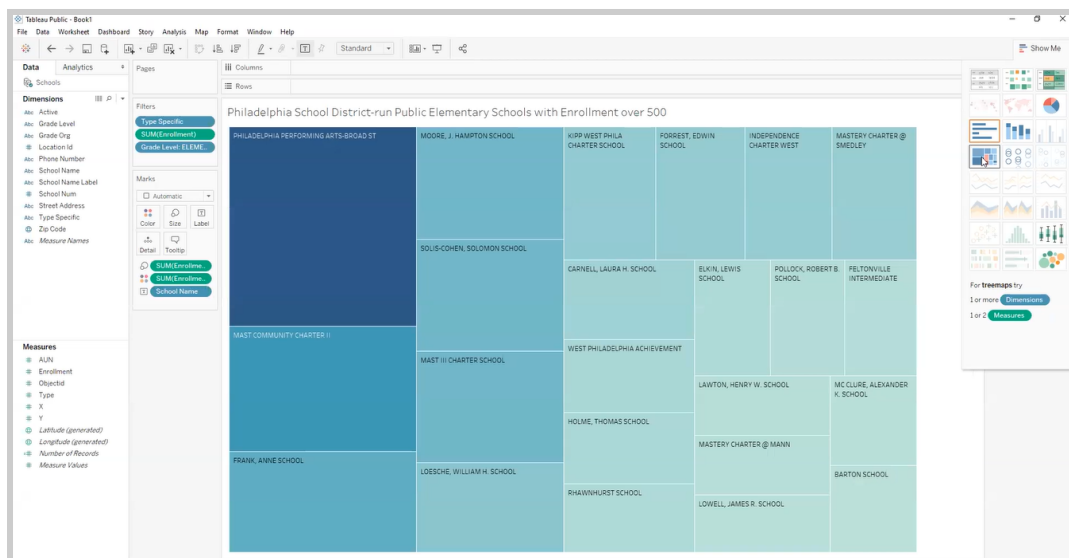 Tableau Public - Book1
File Data Worksheet Dashboard Story Analysis Map Format Window Help
Standard
Show Me
Data Analytics
Schools
Dimensions
Abc Active
Abc Grade Level
Abc Grade Org
Location Id
Abc Phone Number
Abc School Name
Abc School Name Label
School Num
Abc Street Address
Abc Type Specific
Zip Code
Abc Measure Names
Measures
AUN
Enrollment
Objectid
Type
X
Y
Latitude (generated)
Longitude (generated)
Number of Records
Measure Values
Pages
Filters
Type Specific
SUM(Enrollment)
Grade Level: ELEME..
Marks
Automatic
Color Size Label
Detail Tooltip
SUM(Enrollme..
SUM(Enrollme..
School Name
Columns
Rows
Philadelphia School District-run Public Elementary Schools with Enrollment over 500
PHILADELPHIA PERFORMING ARTS-BROAD ST
MAST COMMUNITY CHARTER II
FRANK, ANNE SCHOOL
MOORE, J. HAMPTON SCHOOL
SOLIS-COHEN, SOLOMON SCHOOL
MAST III CHARTER SCHOOL
LOESCHE, WILLIAM H. SCHOOL
KIPP WEST PHILA
CHARTER SCHOOL
FORREST, EDWIN
SCHOOL
INDEPENDENCE
CHARTER WEST
MASTERY CHARTER @
SMEDLEY
CARNELL, LAURA H. SCHOOL
WEST PHILADELPHIA ACHIEVEMENT
HOLME, THOMAS SCHOOL
RHAWNHURST SCHOOL
ELKIN, LEWIS
SCHOOL
POLLOCK, ROBERT B.
SCHOOL
FELTONVILLE
INTERMEDIATE
LAWTON, HENRY W. SCHOOL
MASTERY CHARTER @ MANN
LOWELL, JAMES R. SCHOOL
MC CLURE, ALEXANDER
K. SCHOOL
BARTON SCHOOL
For treemaps try
1 or more Dimensions
1 or 2 Measures